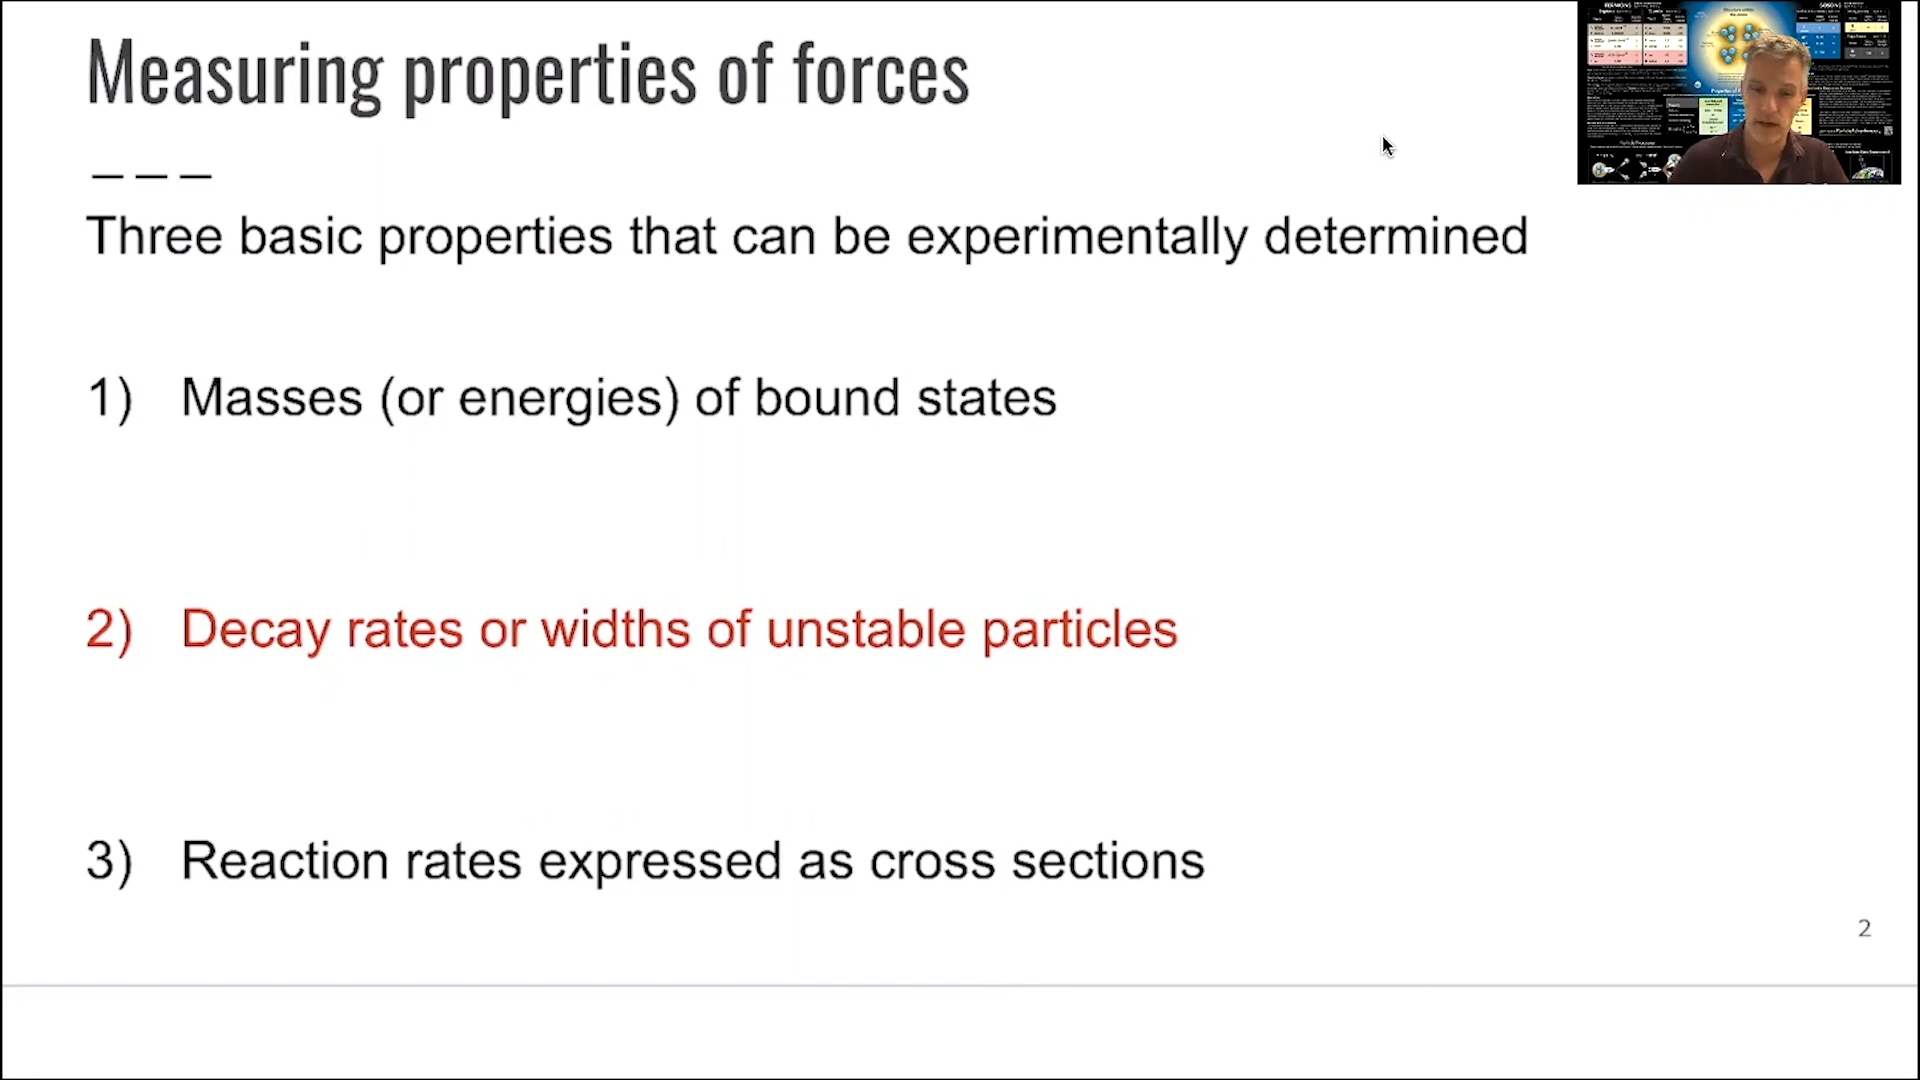 Measuring properties of forces
Three basic properties that can be experimentally determined
1) Masses (or energies) of bound states
2) Decay rates or widths of unstable particles
3) Reaction rates expressed as cross sections
2